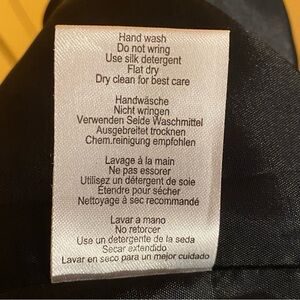 Hand wash
Do not wring
Use silk detergent
Flat dry
Dry clean for best care
Handwäsche
Nicht wringen
Verwenden Seide Waschmittel
Ausgebreitet trocknen
Chem.reinigung empfohlen
Lavage à la main
Ne pas essorer
Utilisez un détergent de soie
Étendre pour sécher
Nettoyage à sec recommandé
Lavar a mano
No retorcer
Use un detergente de la seda
Secar extendido
Lavar en seco para un mejor cuidado